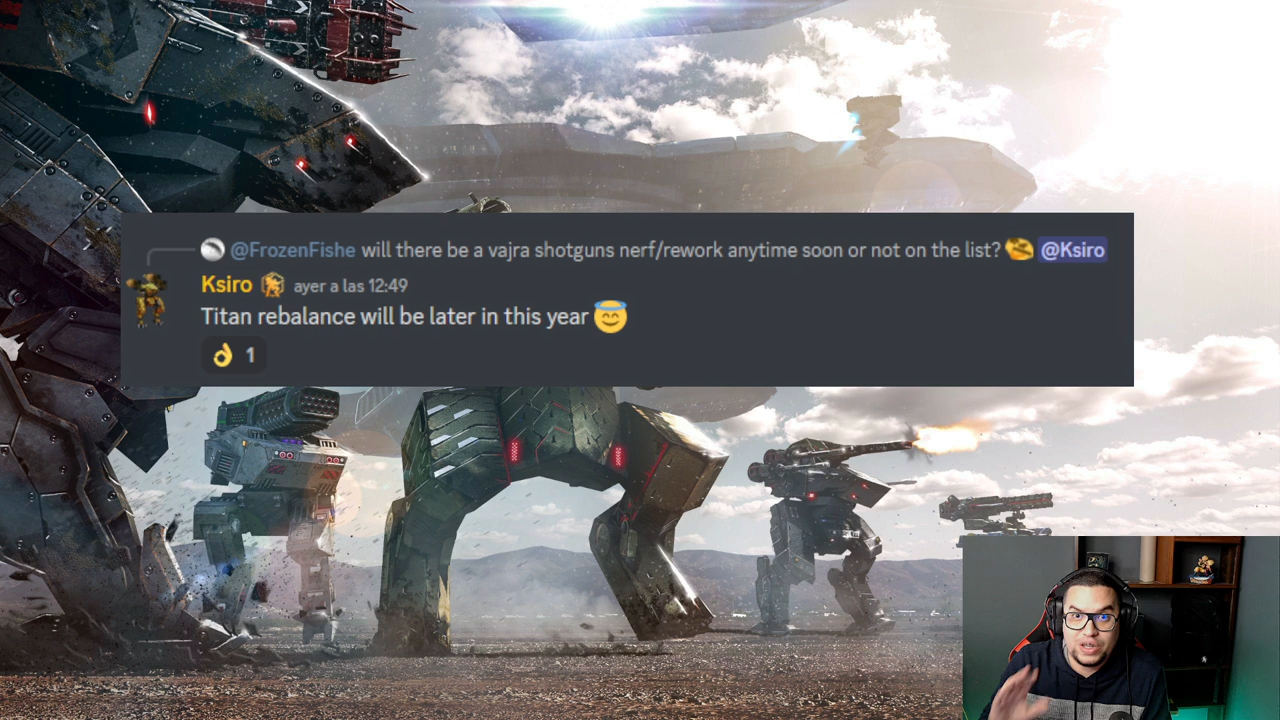 @FrozenFishe will there be a vajra shotguns nerf/rework anytime soon or not on the list? @Ksiro
Ksiro ayer a las 12:49
Titan rebalance will be later in this year
1